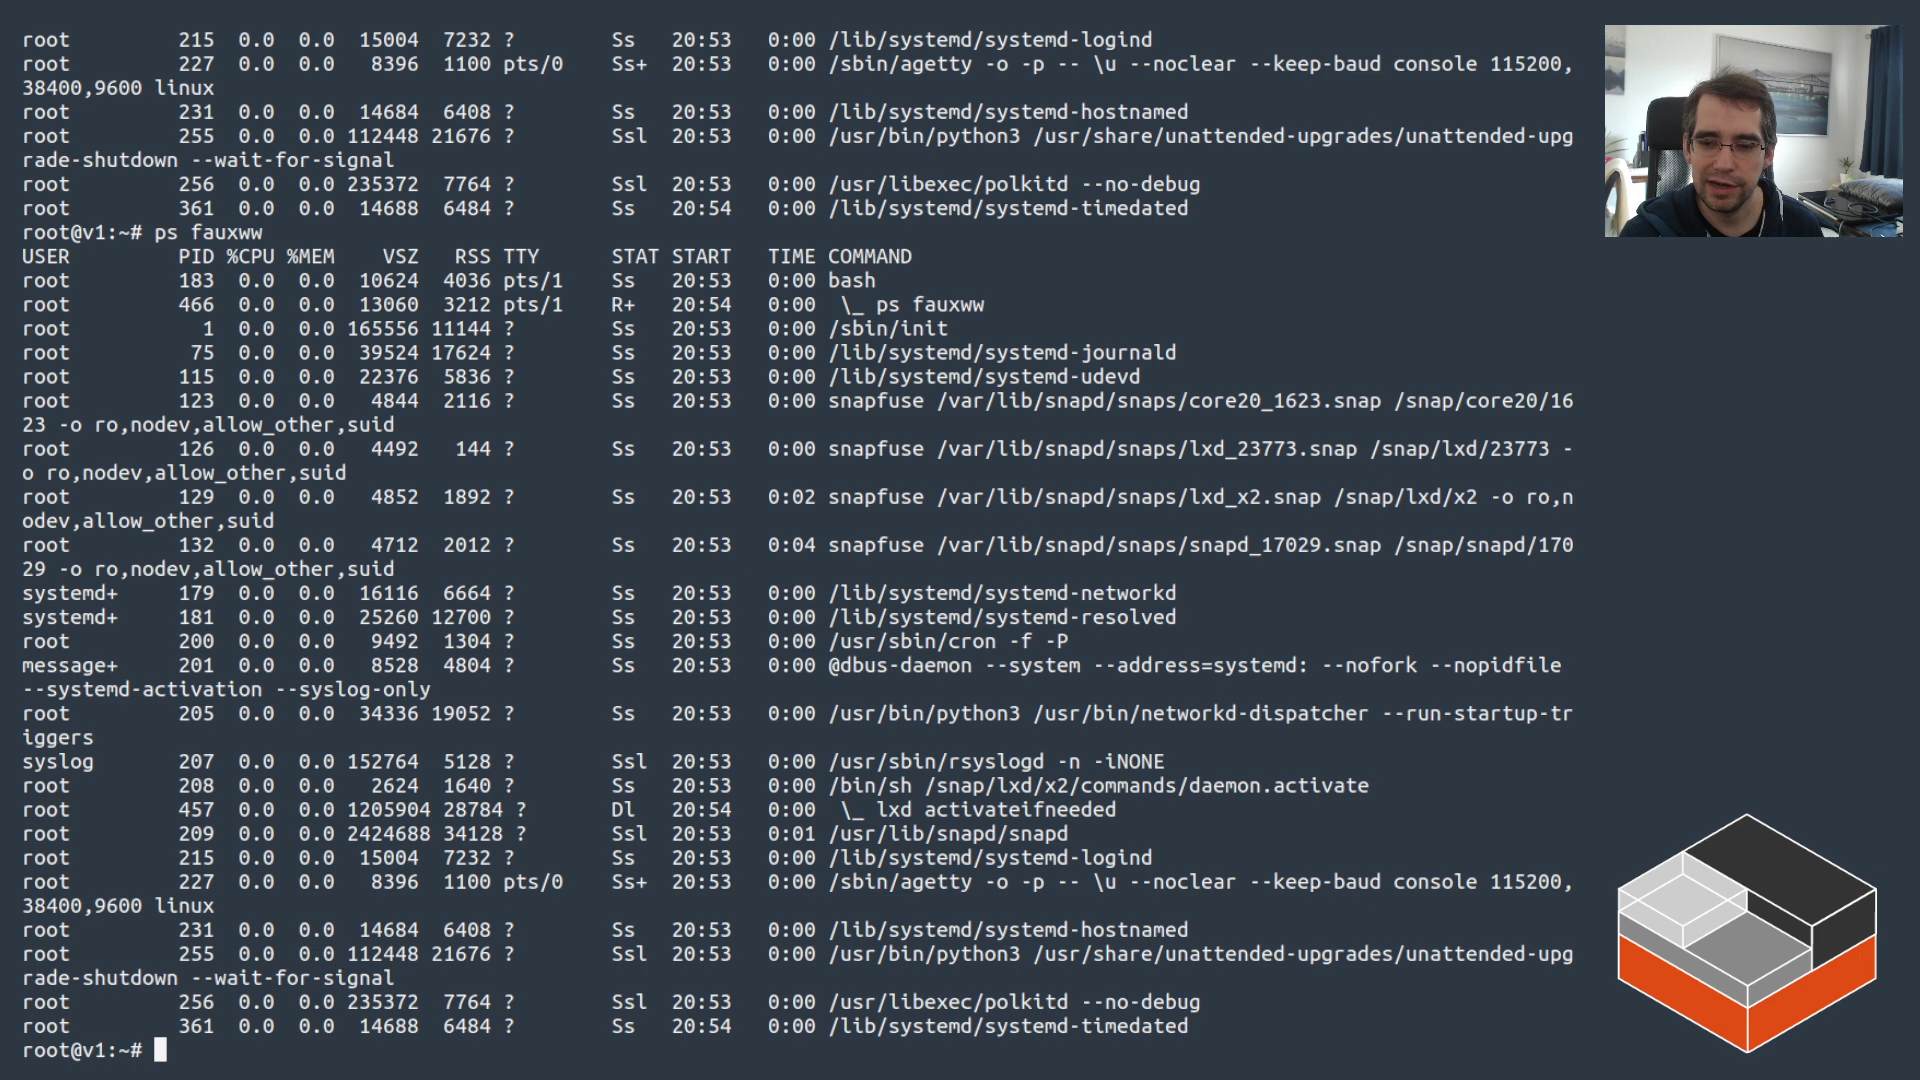 root         215  0.0  0.0  15004  7232 ?        Ss   20:53   0:00 /lib/systemd/systemd-logind
root         227  0.0  0.0   8396  1100 pts/0    Ss+  20:53   0:00 /sbin/agetty -o -p -- \u --noclear --keep-baud console 115200,
38400,9600 linux
root         231  0.0  0.0  14684  6408 ?        Ss   20:53   0:00 /lib/systemd/systemd-hostnamed
root         255  0.0  0.0 112448 21676 ?        Ssl  20:53   0:00 /usr/bin/python3 /usr/share/unattended-upgrades/unattended-upg
rade-shutdown --wait-for-signal
root         256  0.0  0.0 235372  7764 ?        Ssl  20:53   0:00 /usr/libexec/polkitd --no-debug
root         361  0.0  0.0  14688  6484 ?        Ss   20:54   0:00 /lib/systemd/systemd-timedated
root@v1:~# ps fauxww
USER         PID %CPU %MEM    VSZ   RSS TTY      STAT START   TIME COMMAND
root         183  0.0  0.0  10624  4036 pts/1    Ss   20:53   0:00 bash
root         466  0.0  0.0  13060  3212 pts/1    R+   20:54   0:00  \_ ps fauxww
root           1  0.0  0.0 165556 11144 ?        Ss   20:53   0:00 /sbin/init
root          75  0.0  0.0  39524 17624 ?        Ss   20:53   0:00 /lib/systemd/systemd-journald
root         115  0.0  0.0  22376  5836 ?        Ss   20:53   0:00 /lib/systemd/systemd-udevd
root         123  0.0  0.0   4844  2116 ?        Ss   20:53   0:00 snapfuse /var/lib/snapd/snaps/core20_1623.snap /snap/core20/16
23 -o ro,nodev,allow_other,suid
root         126  0.0  0.0   4492   144 ?        Ss   20:53   0:00 snapfuse /var/lib/snapd/snaps/lxd_23773.snap /snap/lxd/23773 -
o ro,nodev,allow_other,suid
root         129  0.0  0.0   4852  1892 ?        Ss   20:53   0:02 snapfuse /var/lib/snapd/snaps/lxd_x2.snap /snap/lxd/x2 -o ro,n
odev,allow_other,suid
root         132  0.0  0.0   4712  2012 ?        Ss   20:53   0:04 snapfuse /var/lib/snapd/snaps/snapd_17029.snap /snap/snapd/170
29 -o ro,nodev,allow_other,suid
systemd+     179  0.0  0.0  16116  6664 ?        Ss   20:53   0:00 /lib/systemd/systemd-networkd
systemd+     181  0.0  0.0  25260 12700 ?        Ss   20:53   0:00 /lib/systemd/systemd-resolved
root         200  0.0  0.0   9492  1304 ?        Ss   20:53   0:00 /usr/sbin/cron -f -P
message+     201  0.0  0.0   8528  4804 ?        Ss   20:53   0:00 @dbus-daemon --system --address=systemd: --nofork --nopidfile
--systemd-activation --syslog-only
root         205  0.0  0.0  34336 19052 ?        Ss   20:53   0:00 /usr/bin/python3 /usr/bin/networkd-dispatcher --run-startup-tr
iggers
syslog       207  0.0  0.0 152764  5128 ?        Ssl  20:53   0:00 /usr/sbin/rsyslogd -n -iNONE
root         208  0.0  0.0   2624  1640 ?        Ss   20:53   0:00 /bin/sh /snap/lxd/x2/commands/daemon.activate
root         457  0.0  0.0 1205904 28784 ?       Dl   20:54   0:00  \_ lxd activateifneeded
root         209  0.0  0.0 2424688 34128 ?       Ssl  20:53   0:01 /usr/lib/snapd/snapd
root         215  0.0  0.0  15004  7232 ?        Ss   20:53   0:00 /lib/systemd/systemd-logind
root         227  0.0  0.0   8396  1100 pts/0    Ss+  20:53   0:00 /sbin/agetty -o -p -- \u --noclear --keep-baud console 115200,
38400,9600 linux
root         231  0.0  0.0  14684  6408 ?        Ss   20:53   0:00 /lib/systemd/systemd-hostnamed
root         255  0.0  0.0 112448 21676 ?        Ssl  20:53   0:00 /usr/bin/python3 /usr/share/unattended-upgrades/unattended-upg
rade-shutdown --wait-for-signal
root         256  0.0  0.0 235372  7764 ?        Ssl  20:53   0:00 /usr/libexec/polkitd --no-debug
root         361  0.0  0.0  14688  6484 ?        Ss   20:54   0:00 /lib/systemd/systemd-timedated
root@v1:~#